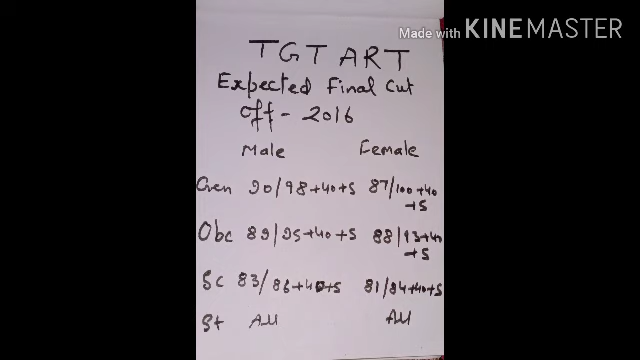 Made with KINEMASTER
TGT ART
Expected Final Cut
Off - 2016
Male Female
Gen 90/98+40+5 87/100+40
+5
Obc 89/95+40+5 88/93+40
+5
Sc 83/86+40+5 81/84+40+5
St All All